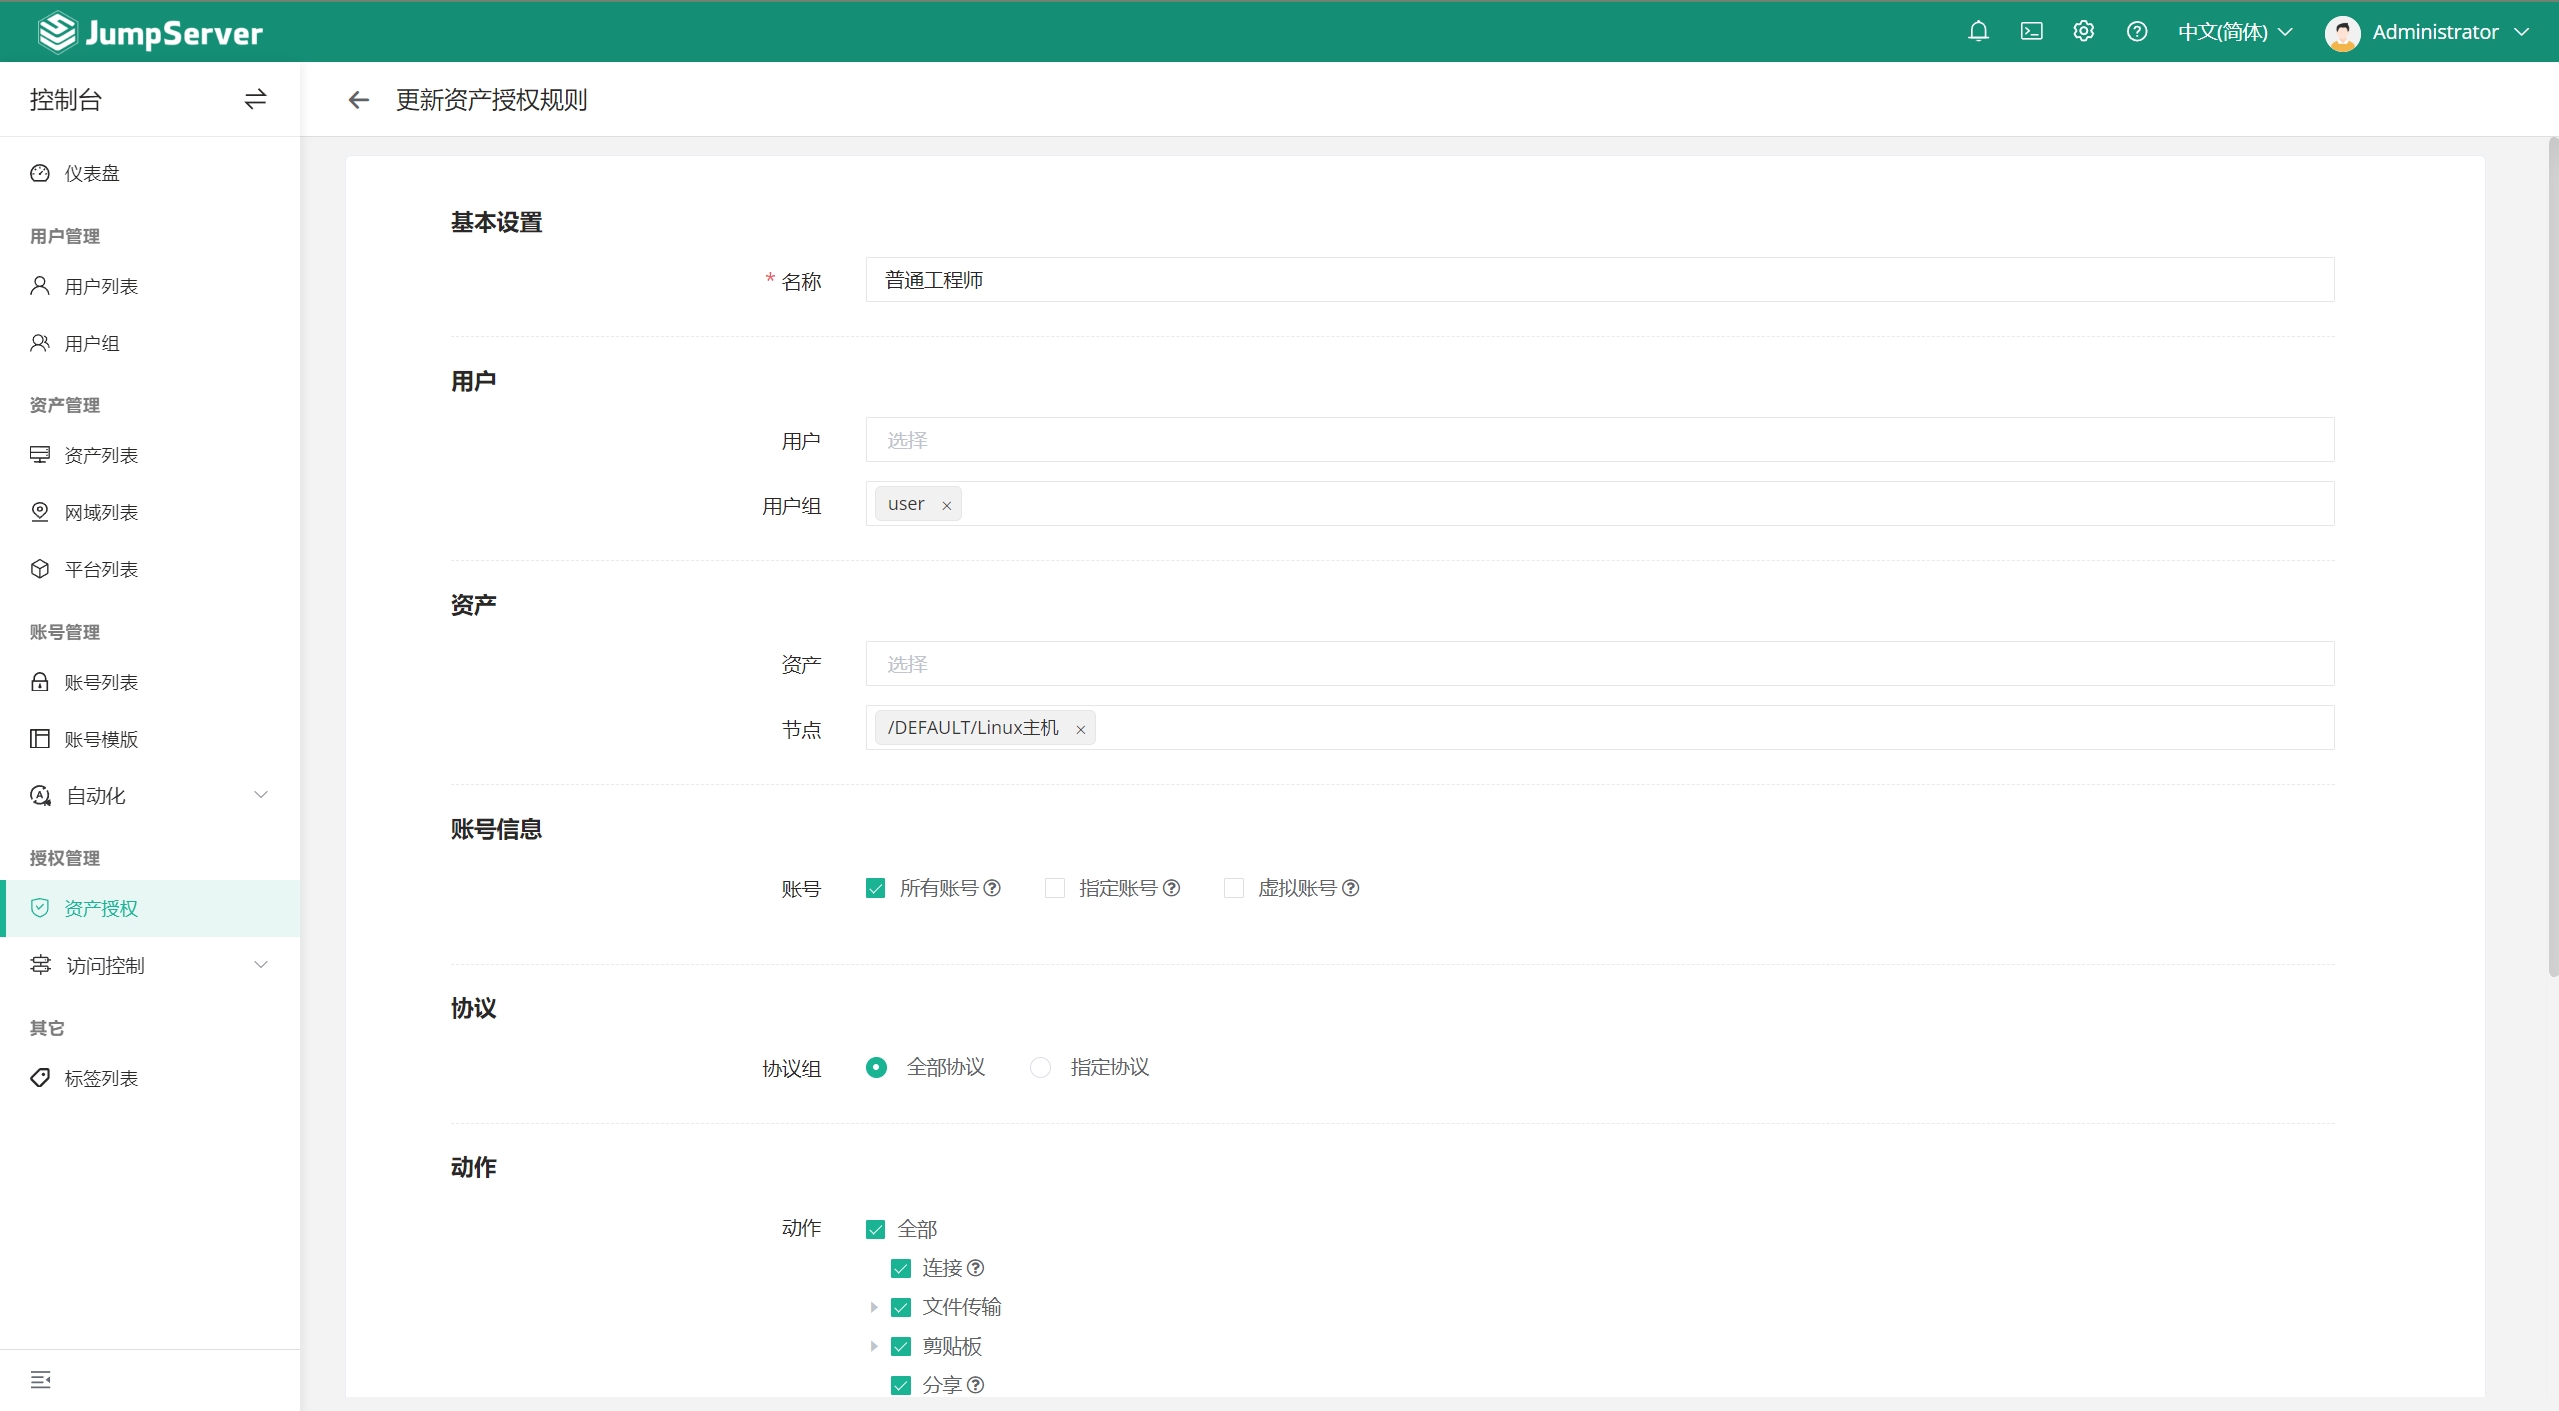 JumpServer
中文(简体)
Administrator
控制台
更新资产授权规则
仪表盘
用户管理
用户列表
用户组
资产管理
资产列表
网域列表
平台列表
账号管理
账号列表
账号模版
自动化
授权管理
资产授权
访问控制
其它
标签列表
基本设置
* 名称 普通工程师
用户
用户 选择
用户组 user ×
资产
资产 选择
节点 /DEFAULT/Linux主机 ×
账号信息
账号 所有账号 指定账号 虚拟账号
协议
协议组 全部协议 指定协议
动作
动作 全部
连接
文件传输
剪贴板
分享